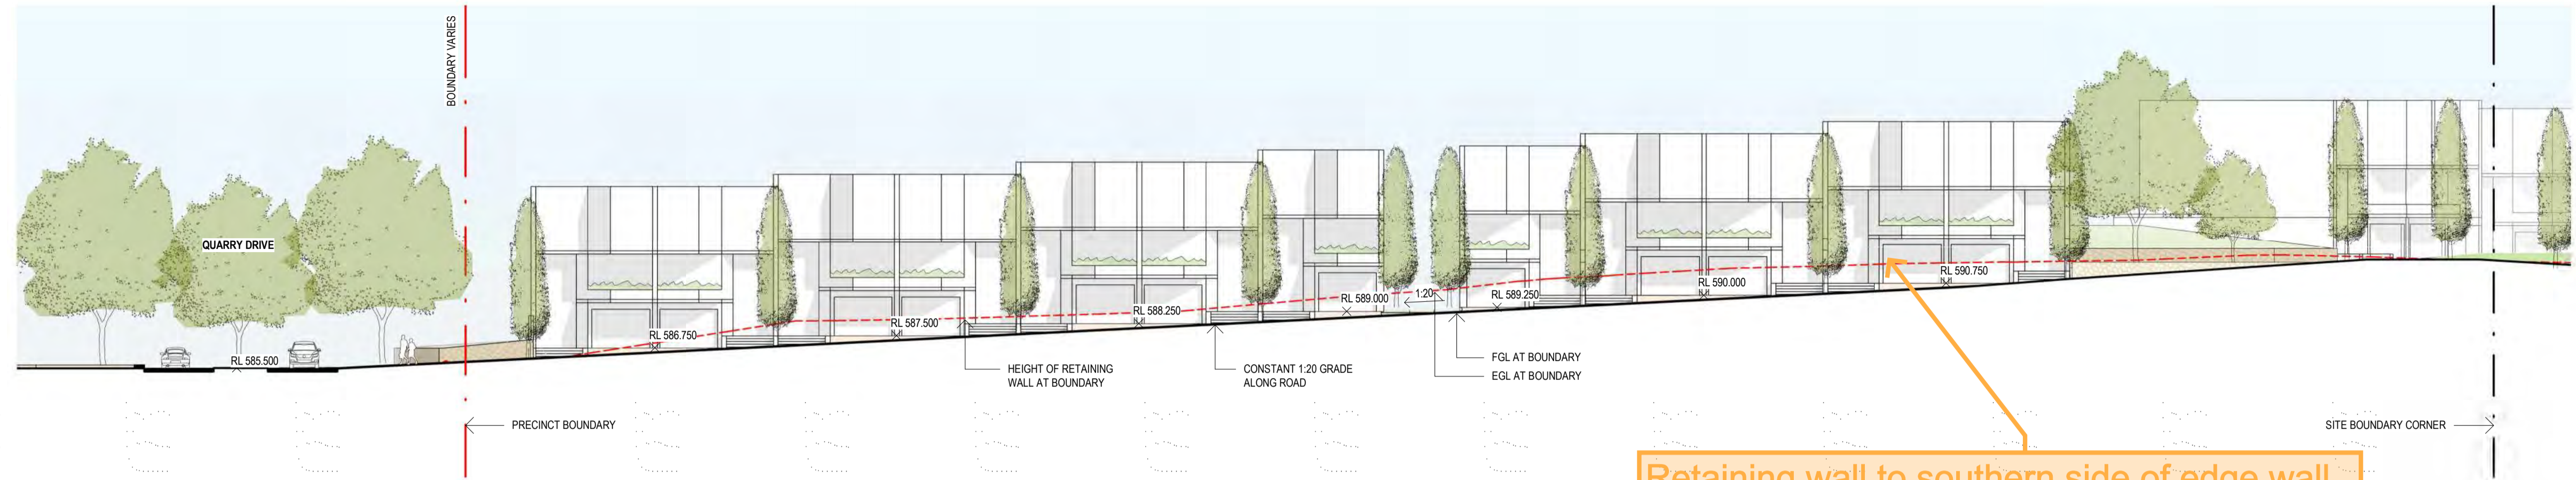 BOUNDARY VARIES
QUARRY DRIVE
RL 585.500
RL 586.750
RL 587.500
RL 588.250
RL 589.000
1:20
RL 589.250
RL 590.000
RL 590.750
HEIGHT OF RETAINING
WALL AT BOUNDARY
CONSTANT 1:20 GRADE
ALONG ROAD
FGL AT BOUNDARY
EGL AT BOUNDARY
PRECINCT BOUNDARY
SITE BOUNDARY CORNER
Retaining wall to southern side of edge wall